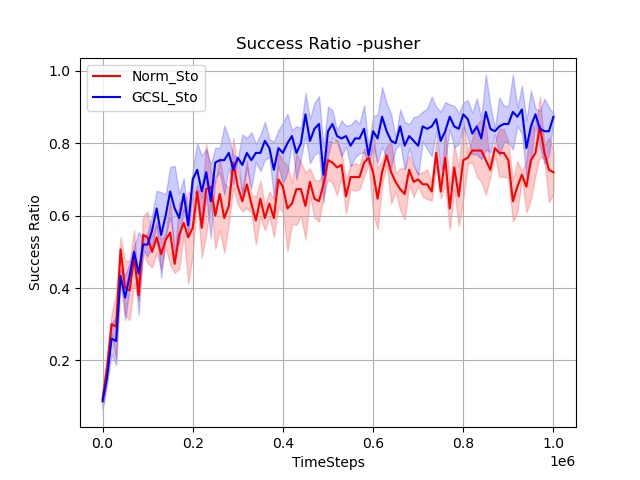 Success Ratio -pusher
Norm_Sto
GCSL_Sto
Success Ratio
1.0
0.8
0.6
0.4
0.2
0.0 0.2 0.4 0.6 0.8 1.0
1e6
TimeSteps